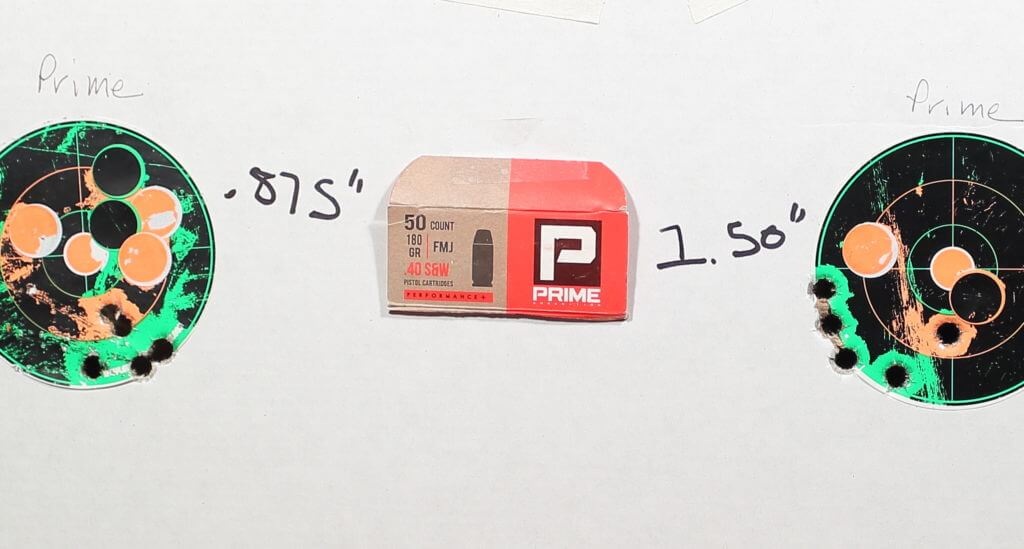 Prime
.875"
50 COUNT
180 GR | FMJ
.40 S&W
PISTOL CARTRIDGES
PERFORMANCE+
P
PRIME
1.50"
Prime